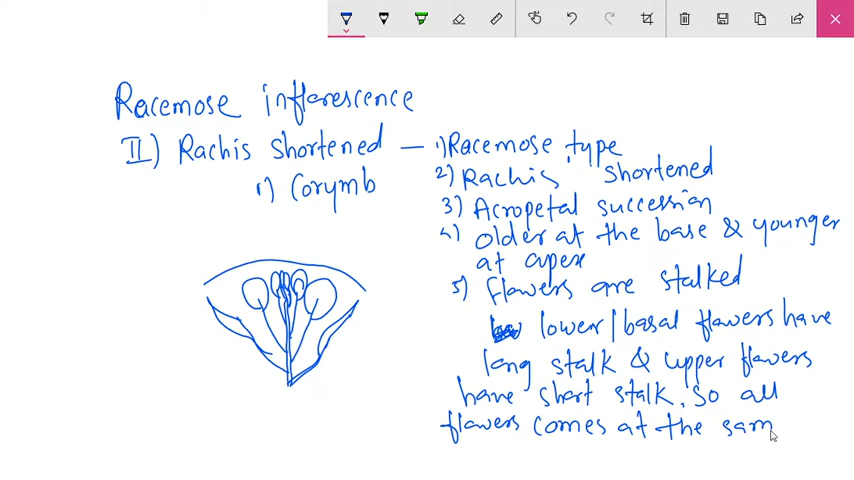 Racemose inflorescence
II) Rachis shortened — 1) Racemose type
1) Corymb
2) Rachis shortened
3) Acropetal succession
4) Older at the base & younger
at apex
5) flowers are stalked
lower/basal flowers have
long stalk & upper flowers
have short stalk. So all
flowers comes at the sam